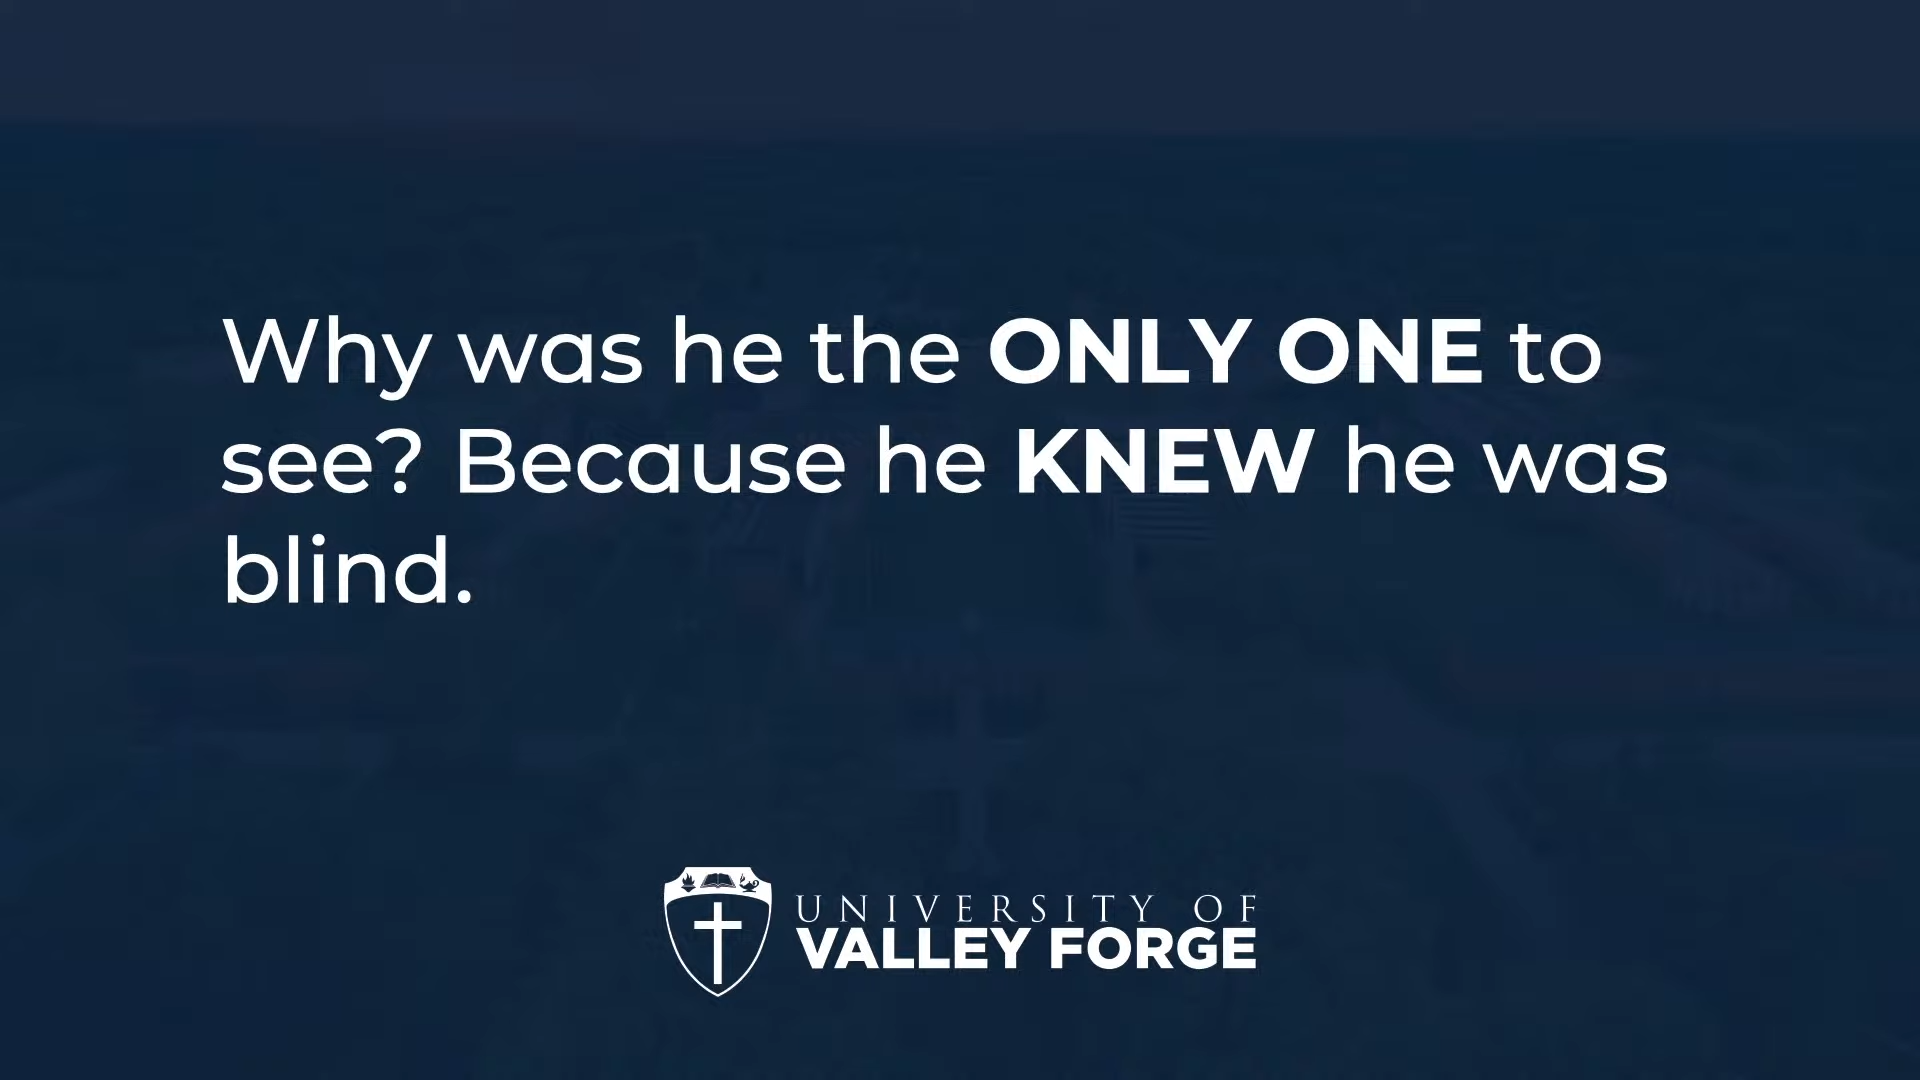 Why was he the ONLY ONE to
see? Because he KNEW he was
blind.
UNIVERSITY OF
VALLEY FORGE